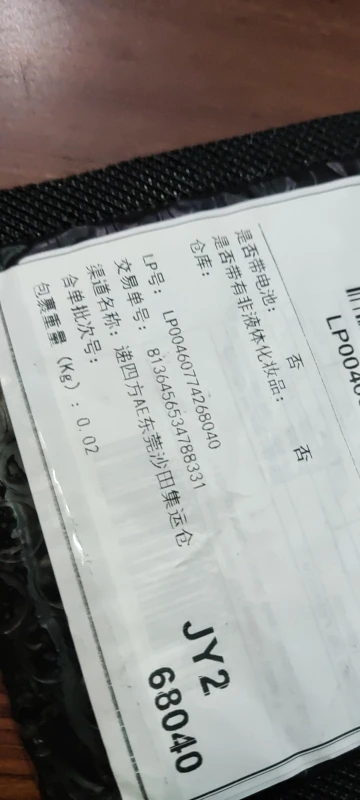 LP0046
是否带电池： 否
是否带有非液体化妆品： 否
仓库：
LP号： LP00460774268040
交易单号： 8136456534788331
渠道名称： 递四方AE东莞沙田集运仓
合单批次号：
包裹重量（Kg）：0.02
JY2
68040